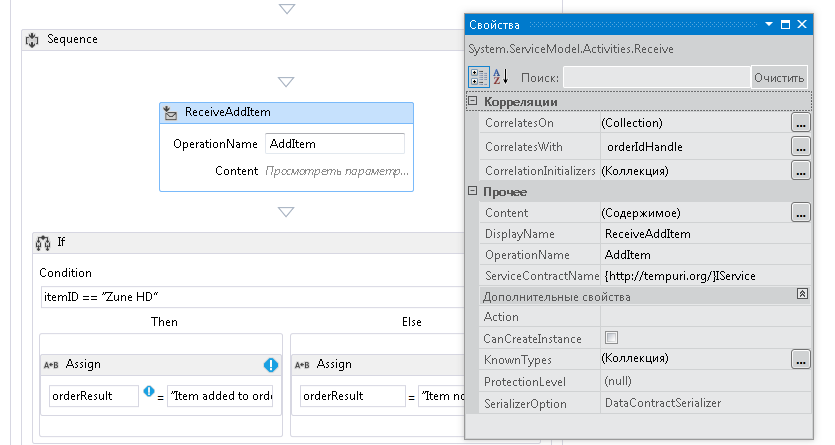 Sequence
ReceiveAddItem
OperationName AddItem
Content Просмотреть параметр...
If
Condition
itemID == "Zune HD"
Then Else
A+B Assign A+B Assign
orderResult = "Item added to orde
orderResult = "Item no
Свойства
System.ServiceModel.Activities.Receive
Поиск: Очистить
Корреляции
CorrelatesOn (Collection) ...
CorrelatesWith orderIdHandle ...
CorrelationInitializers (Коллекция) ...
Прочее
Content (Содержимое) ...
DisplayName ReceiveAddItem
OperationName AddItem
ServiceContractName {http://tempuri.org/}IService
Дополнительные свойства
Action
CanCreateInstance
KnownTypes (Коллекция) ...
ProtectionLevel (null)
SerializerOption DataContractSerializer